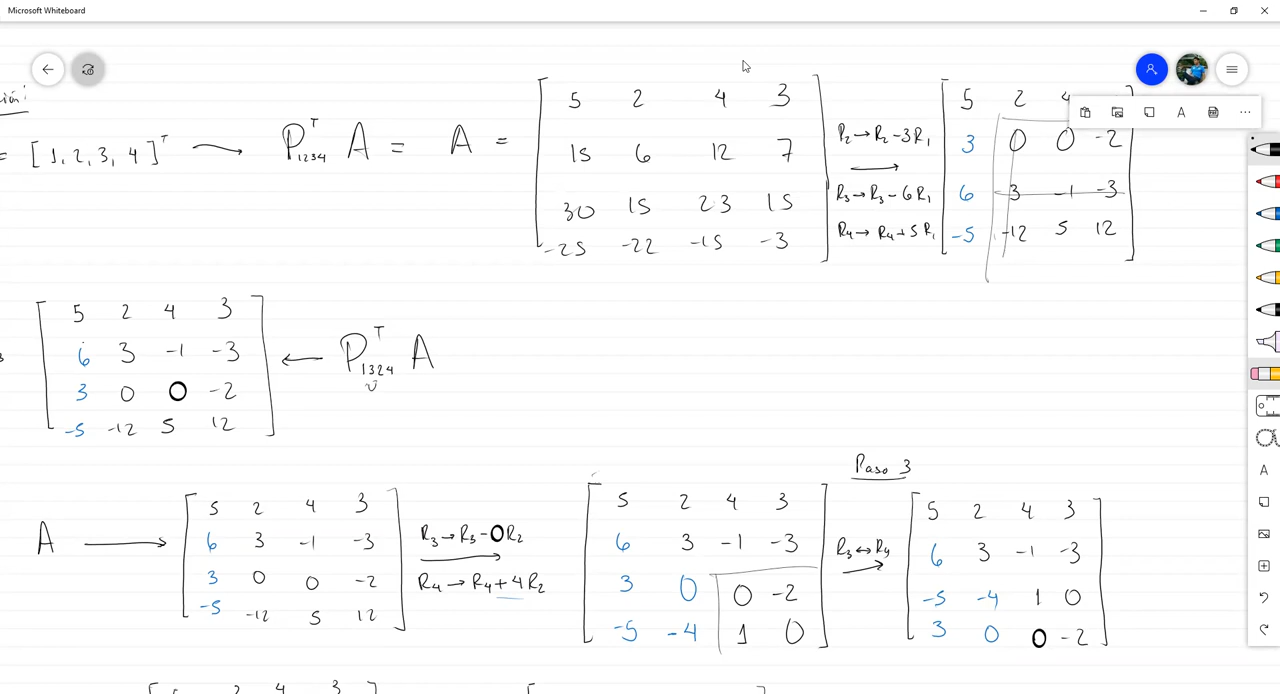 Microsoft Whiteboard
= [1, 2, 3, 4]ᵀ → Pᵀ₁₂₃₄ A = A =
5 2 4 3
15 6 12 7
30 15 23 15
-25 -22 -15 -3
R₂ → R₂ - 3R₁
R₃ → R₃ - 6R₁
R₄ → R₄ + 5R₁
5 2 4
3 0 0 -2
6 3 -1 -3
-5 -12 5 12
5 2 4 3
6 3 -1 -3
3 0 0 -2
-5 -12 5 12
← Pᵀ₁₃₂₄ A
Paso 3
A →
5 2 4 3
6 3 -1 -3
3 0 0 -2
-5 -12 5 12
R₃ → R₃ - 0R₂
R₄ → R₄ + 4R₂
5 2 4 3
6 3 -1 -3
3 0 0 -2
-5 -4 1 0
R₃ ↔ R₄
5 2 4 3
6 3 -1 -3
-5 -4 1 0
3 0 0 -2